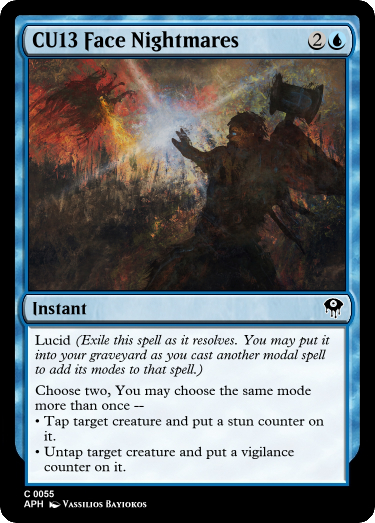 CU13 Face Nightmares 2
Instant
Lucid (Exile this spell as it resolves. You may put it
into your graveyard as you cast another modal spell
to add its modes to that spell.)
Choose two, You may choose the same mode
more than once --
• Tap target creature and put a stun counter on
it.
• Untap target creature and put a vigilance
counter on it.
C 0055
APH Vassilios Bayiokos